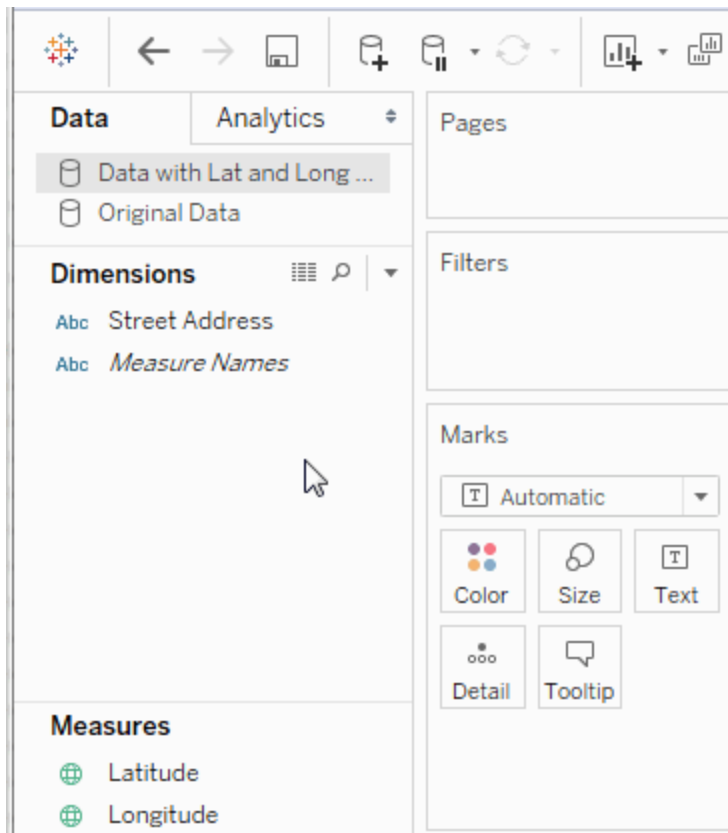 Data
Analytics
Data with Lat and Long ...
Original Data
Dimensions
Abc Street Address
Abc Measure Names
Measures
Latitude
Longitude
Pages
Filters
Marks
T Automatic
Color Size T Text
Detail Tooltip